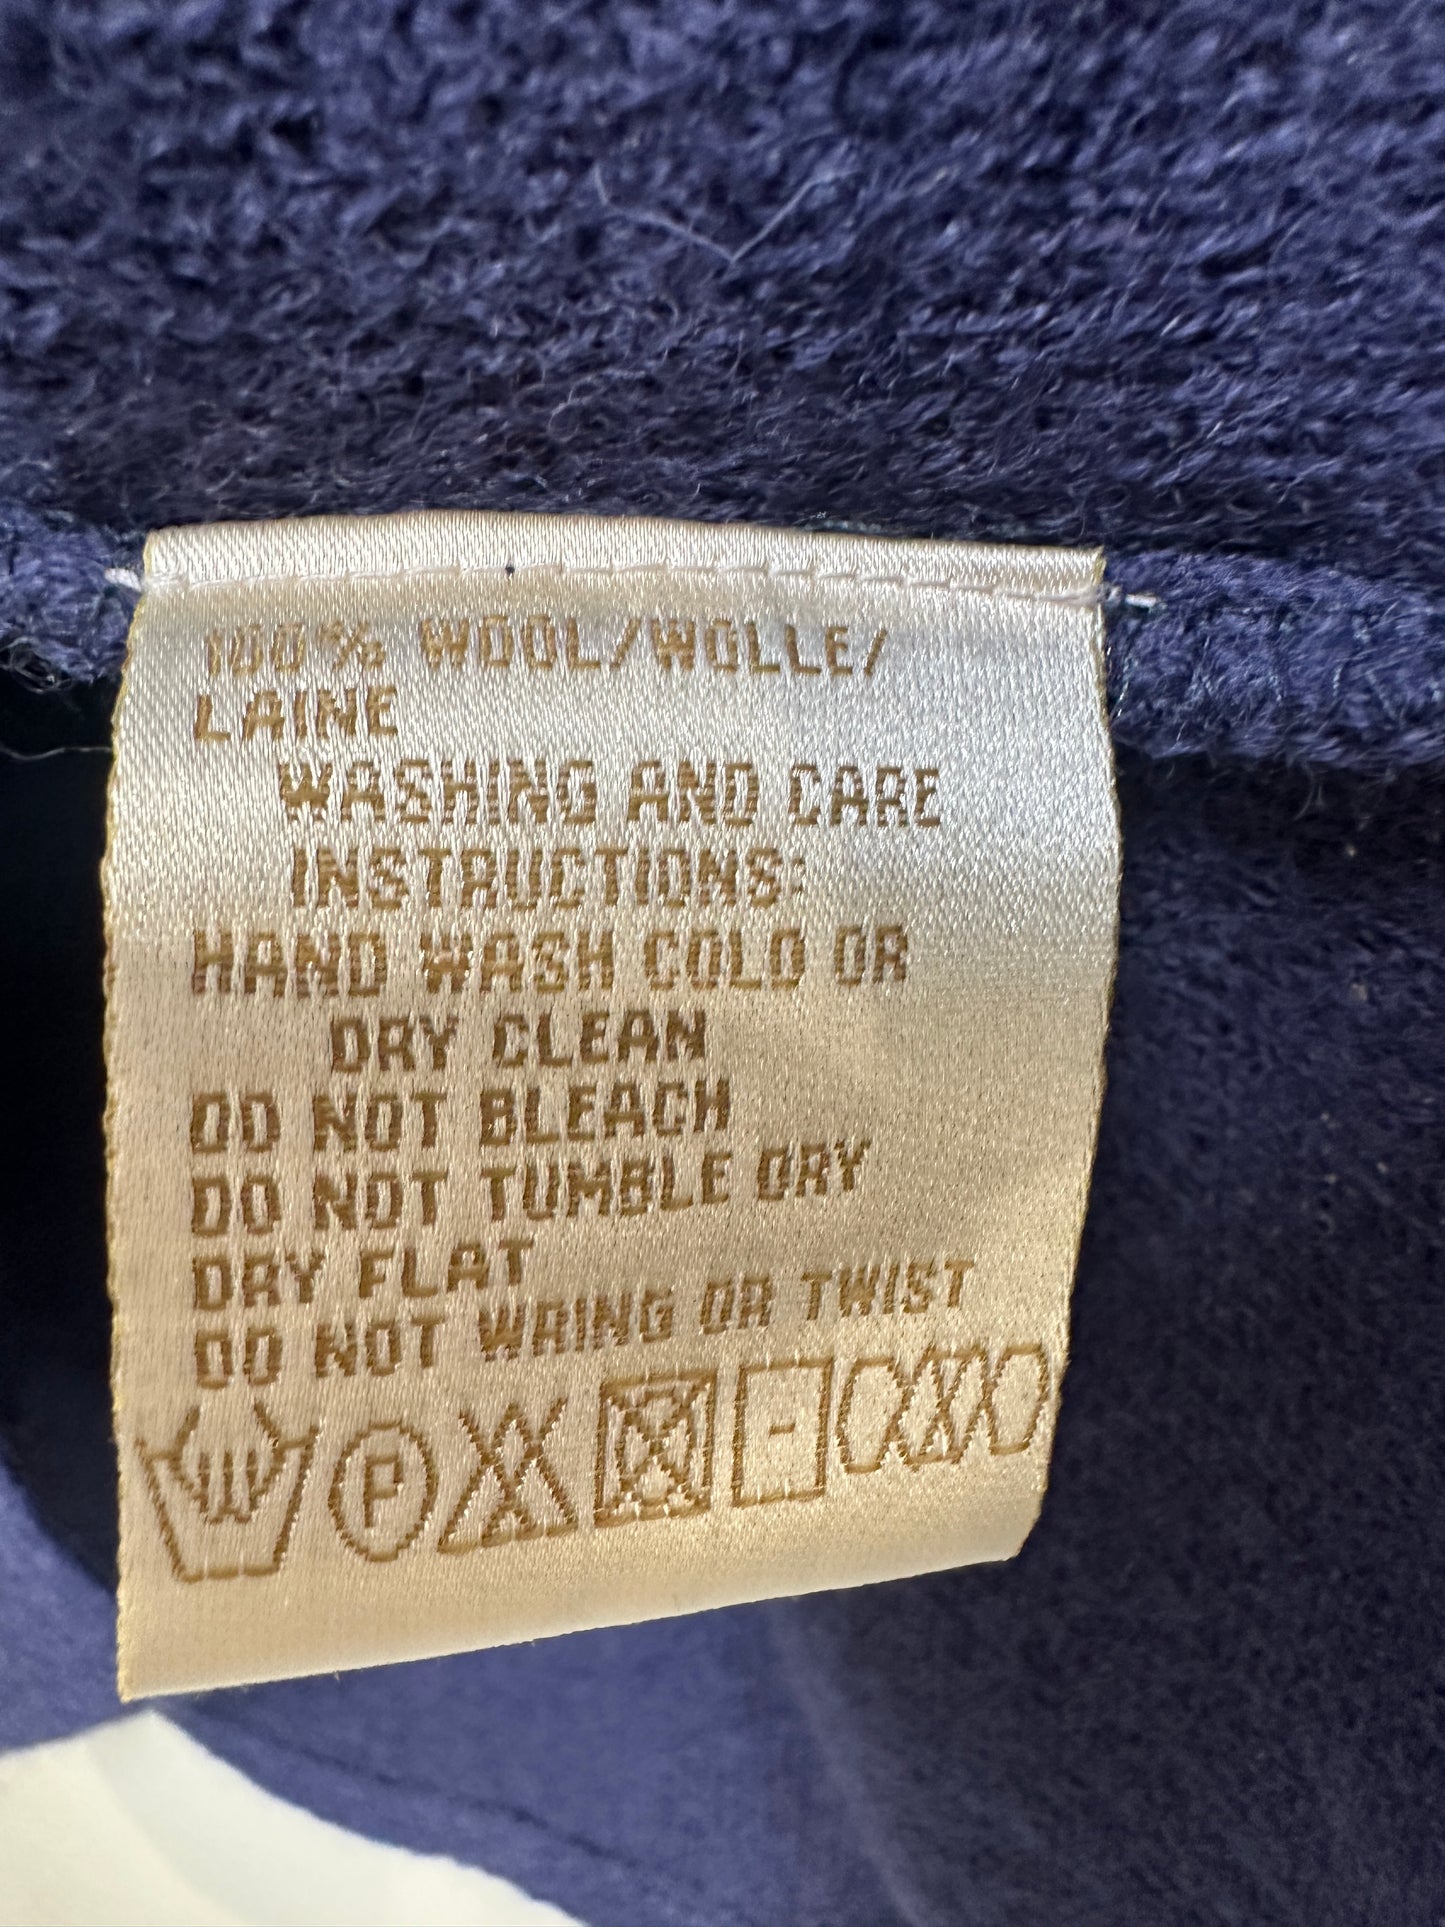 100% WOOL/WOLLE/
LAINE
WASHING AND CARE
INSTRUCTIONS:
HAND WASH COLD OR
DRY CLEAN
DO NOT BLEACH
DO NOT TUMBLE DRY
DRY FLAT
DO NOT WRING OR TWIST
P